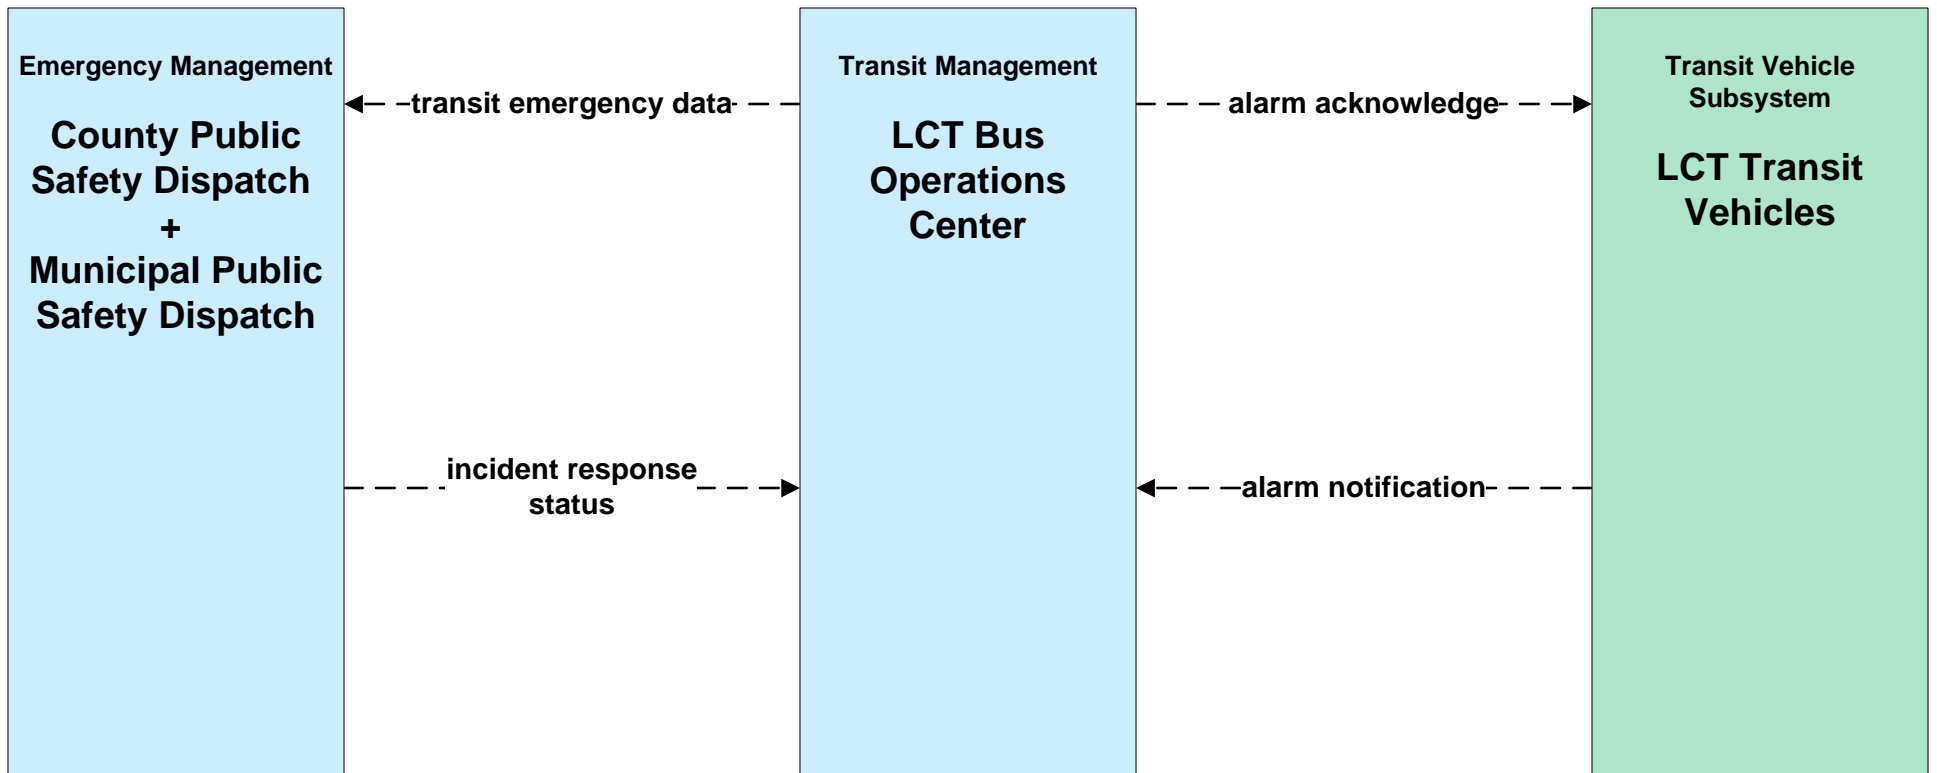 Emergency Management
County Public
Safety Dispatch
+
Municipal Public
Safety Dispatch
transit emergency data
incident response
status
Transit Management
LCT Bus
Operations
Center
alarm acknowledge
alarm notification
Transit Vehicle
Subsystem
LCT Transit
Vehicles